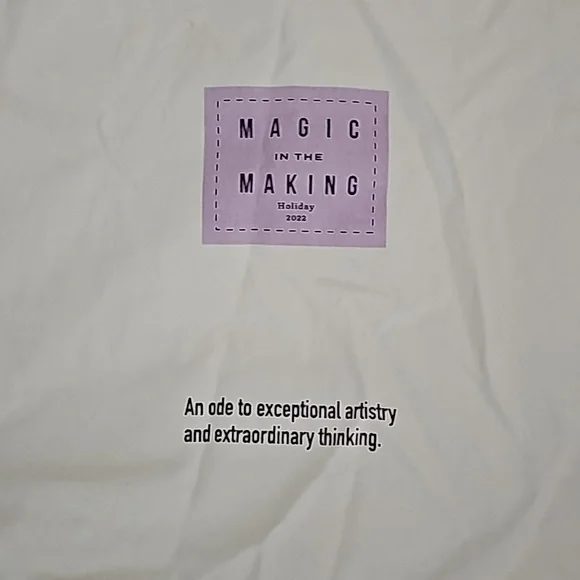 MAGIC
IN THE
MAKING
Holiday
2022
An ode to exceptional artistry
and extraordinary thinking.